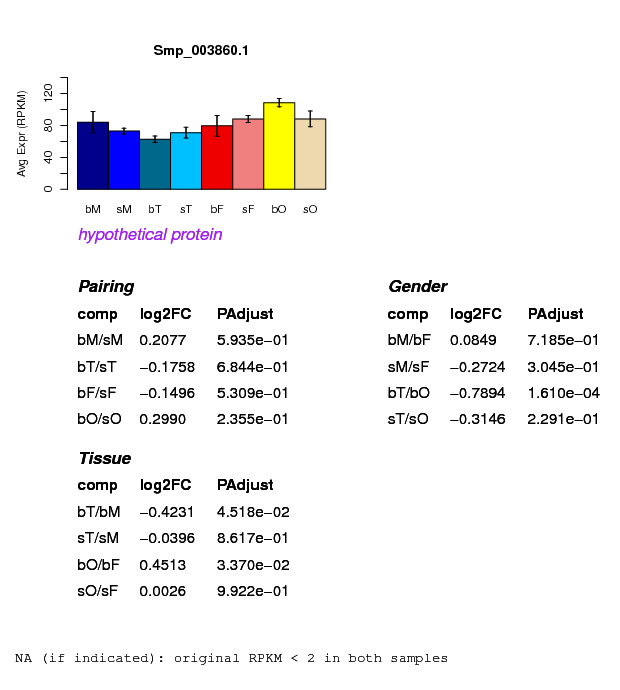 Smp_003860.1
Avg Expr (RPKM)
0 40 80 120
bM sM bT sT bF sF bO sO
hypothetical protein
Pairing
comp log2FC PAdjust
bM/sM 0.2077 5.935e−01
bT/sT −0.1758 6.844e−01
bF/sF −0.1496 5.309e−01
bO/sO 0.2990 2.355e−01
Gender
comp log2FC PAdjust
bM/bF 0.0849 7.185e−01
sM/sF −0.2724 3.045e−01
bT/bO −0.7894 1.610e−04
sT/sO −0.3146 2.291e−01
Tissue
comp log2FC PAdjust
bT/bM −0.4231 4.518e−02
sT/sM −0.0396 8.617e−01
bO/bF 0.4513 3.370e−02
sO/sF 0.0026 9.922e−01
NA (if indicated): original RPKM < 2 in both samples